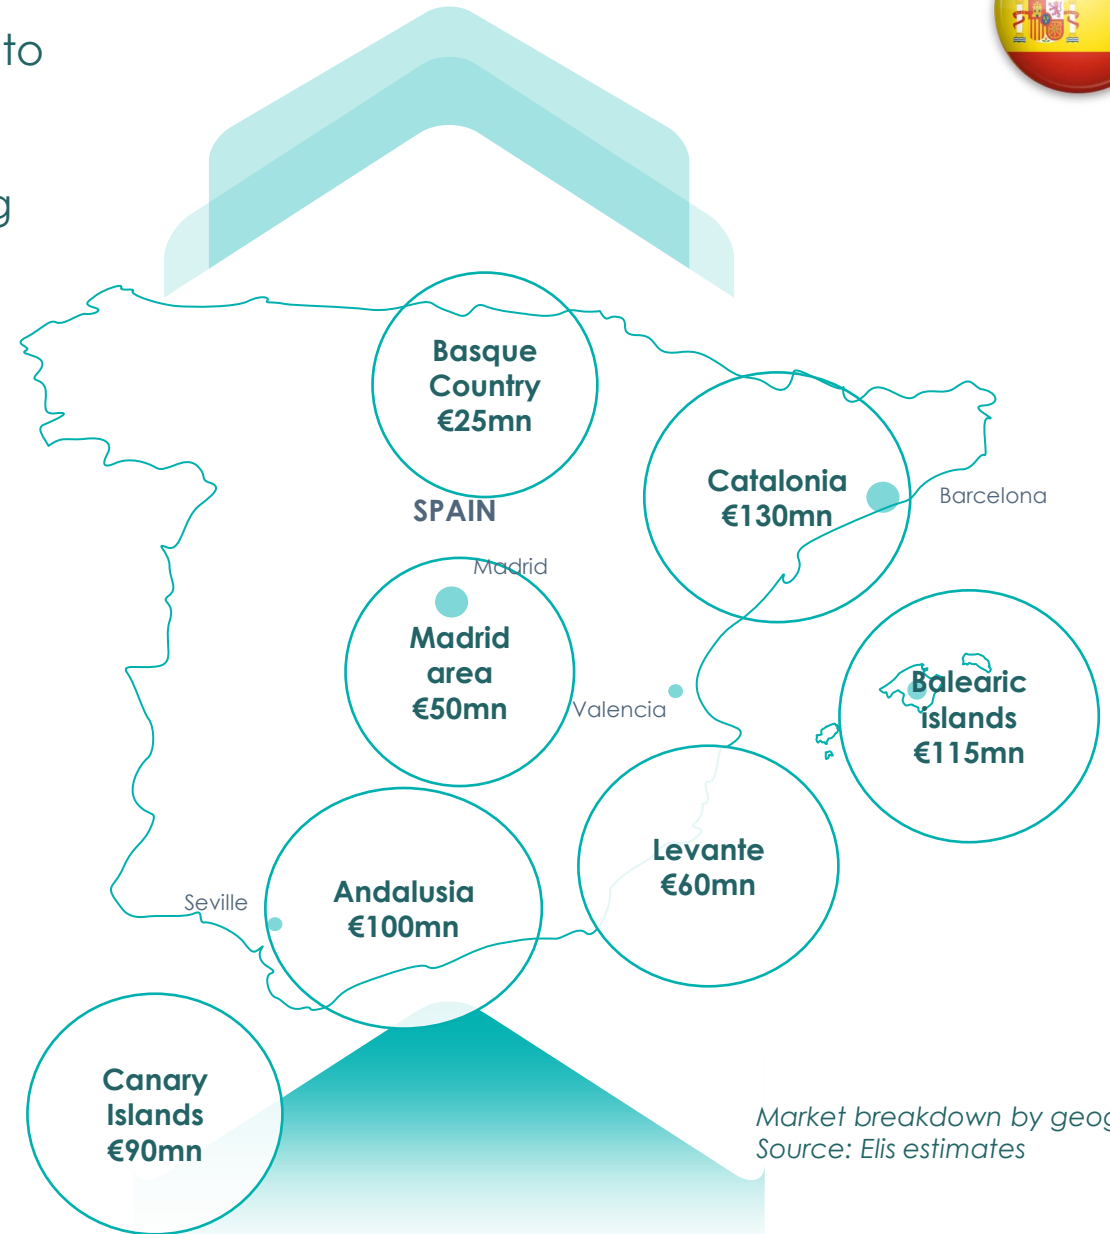 to
Basque
Country
€25mn
Catalonia
€130mn
Barcelona
SPAIN
Madrid
Madrid
area
€50mn
Valencia
Balearic
islands
€115mn
Levante
€60mn
Seville
Andalusia
€100mn
Canary
Islands
€90mn
Market breakdown by
Source: Elis estimates